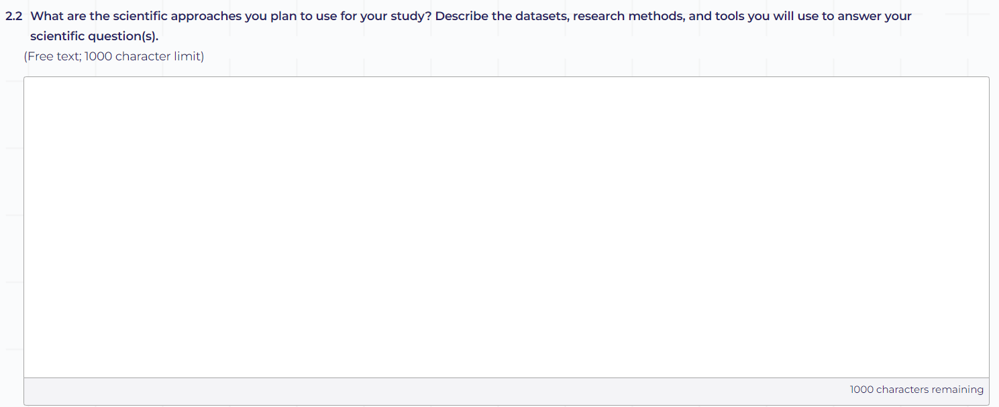 2.2 What are the scientific approaches you plan to use for your study? Describe the datasets, research methods, and tools you will use to answer your
scientific question(s).
(Free text; 1000 character limit)
1000 characters remaining